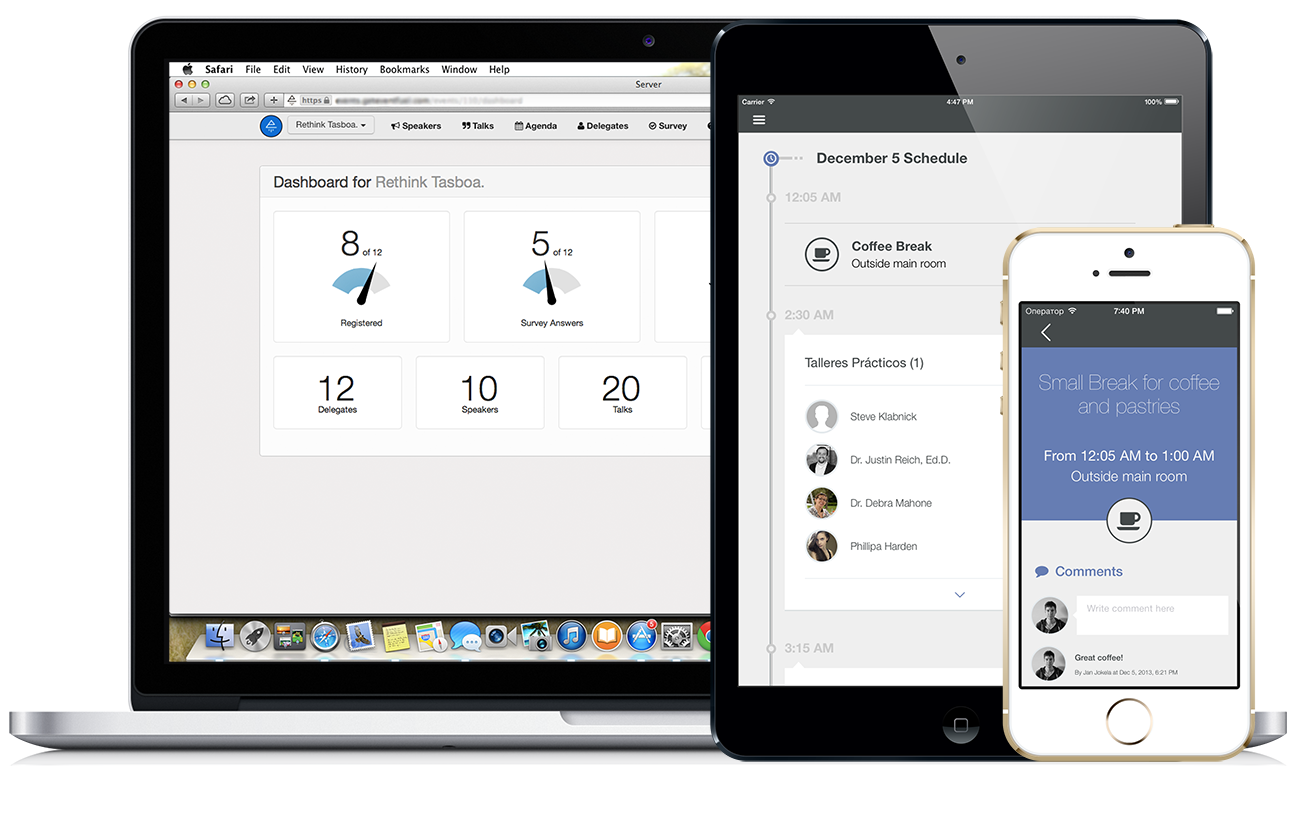 Safari File Edit View History Bookmarks Window Help
Server
https
Rethink Tasboa. Speakers Talks Agenda Delegates Survey
Dashboard for Rethink Tasboa.
8 of 12
Registered
5 of 12
Survey Answers
12
Delegates
10
Speakers
20
Talks
5
Carrier 4:47 PM 100%
December 5 Schedule
12:05 AM
Coffee Break
Outside main room
2:30 AM
Talleres Prácticos (1)
Steve Klabnick
Dr. Justin Reich, Ed.D.
Dr. Debra Mahone
Phillipa Harden
3:15 AM
Оператор 7:40 PM
Small Break for coffee
and pastries
From 12:05 AM to 1:00 AM
Outside main room
Comments
Write comment here
Great coffee!
By Jan Jokela at Dec 5, 2013, 6:21 PM